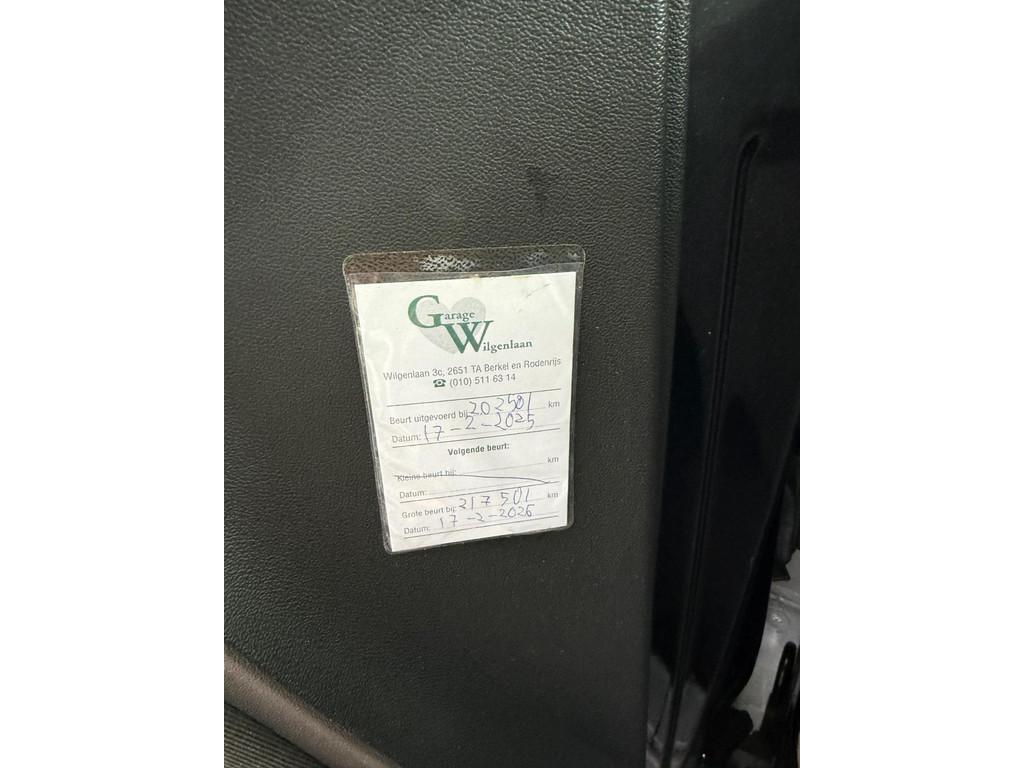 Garage
Wilgenlaan
Wilgenlaan 3c, 2651 TA Berkel en Rodenrijs
☎ (010) 511 63 14
Beurt uitgevoerd bij: 202501 km
Datum: 17-2-2025
Volgende beurt:
Kleine beurt bij: km
Datum:
Grote beurt bij: 217501 km
Datum: 17-2-2026